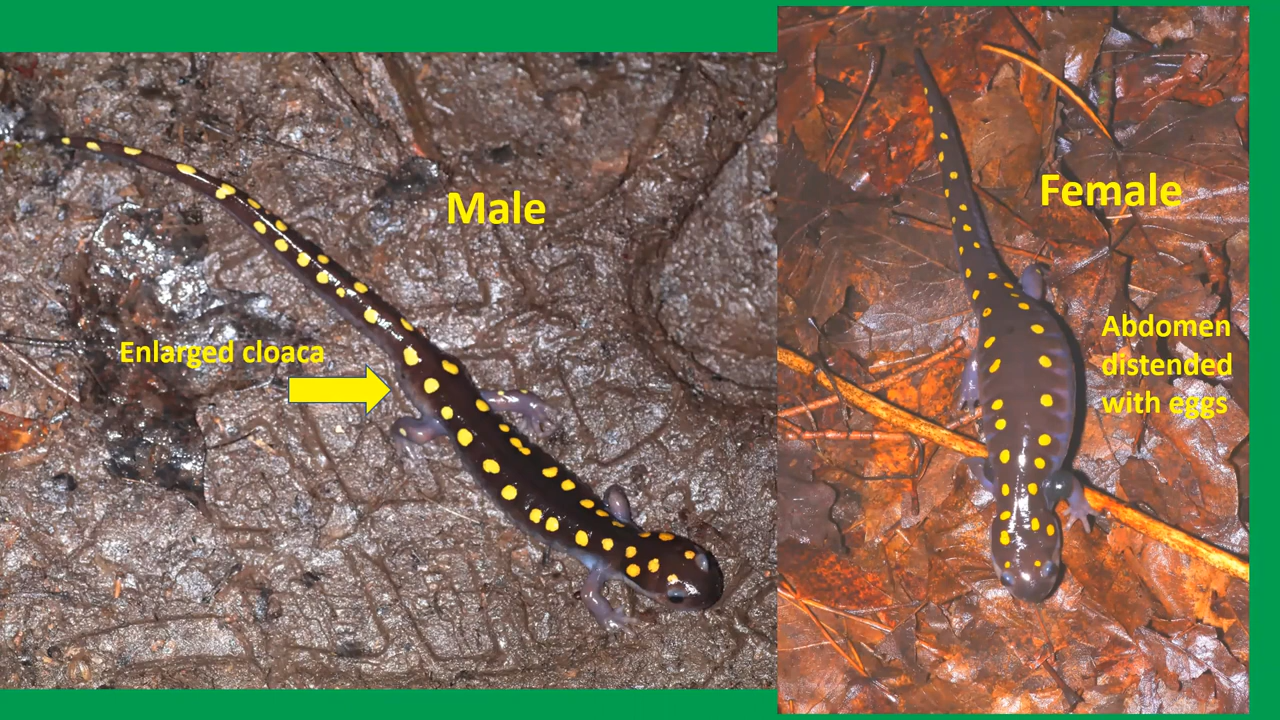 Male
Enlarged cloaca
Female
Abdomen
distended
with eggs